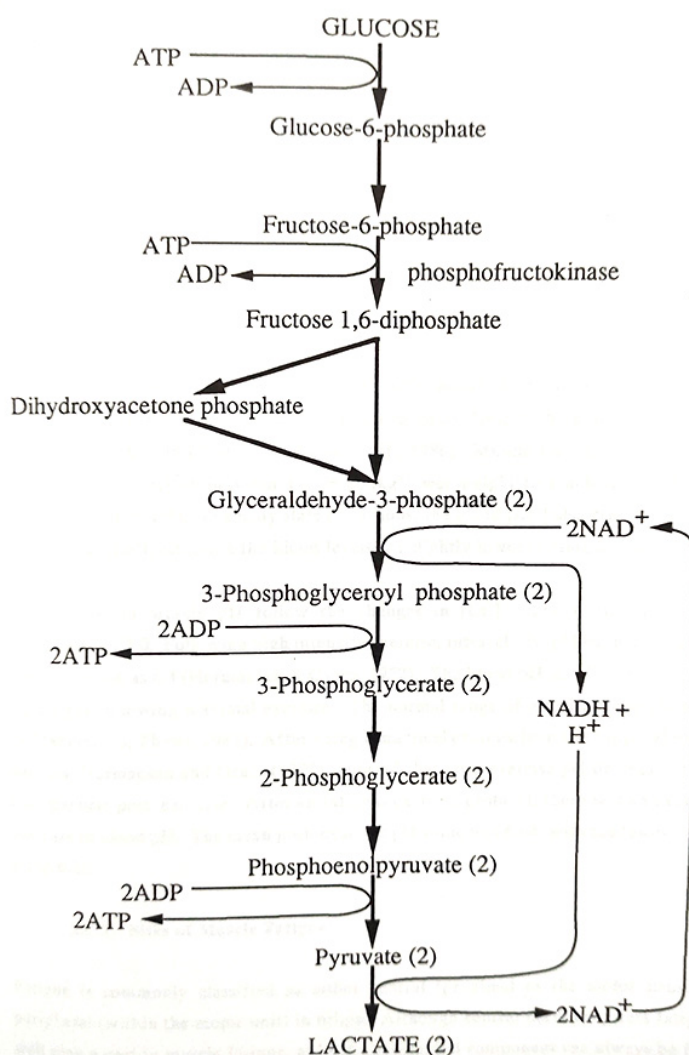 GLUCOSE
ATP
ADP
Glucose-6-phosphate
Fructose-6-phosphate
ATP
ADP
phosphofructokinase
Fructose 1,6-diphosphate
Dihydroxyacetone phosphate
Glyceraldehyde-3-phosphate (2)
2NAD+
3-Phosphoglyceroyl phosphate (2)
2ADP
2ATP
3-Phosphoglycerate (2)
NADH +
H+
2-Phosphoglycerate (2)
Phosphoenolpyruvate (2)
2ADP
2ATP
Pyruvate (2)
2NAD+
LACTATE (2)